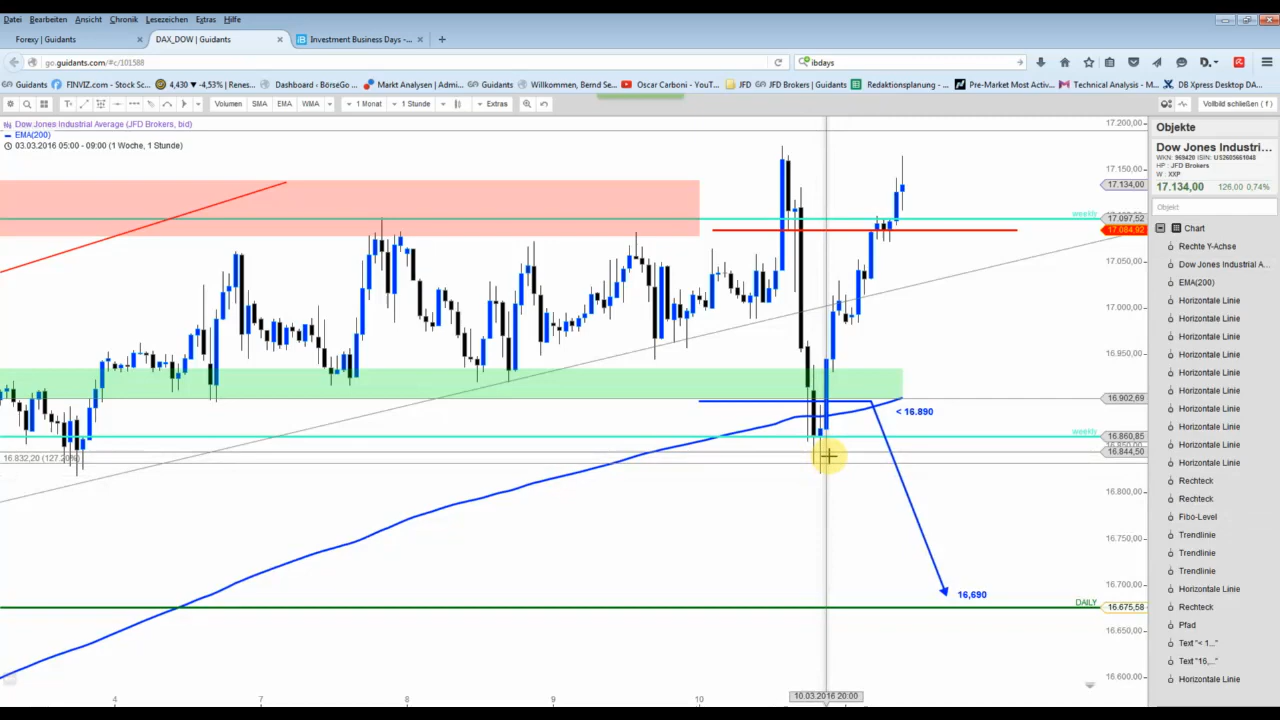 Datei Bearbeiten Ansicht Chronik Lesezeichen Extras Hilfe
Forexy | Guidants × DAX_DOW | Guidants × Investment Business Days -... × +
go.guidants.com/#c/101588 ibdays
Guidants FINVIZ.com - Stock Sc... 4,430 ▼ -4,53% | Renes... Dashboard ‹ BörseGo ... Markt Analysen | Admi... Guidants Willkommen, Bernd Se... Oscar Carboni - YouT... JFD JFD Brokers | Guidants Redaktionsplanung - ... Pre-Market Most Activ... Technical Analysis - M... DB Xpress Desktop DA...
Volumen SMA EMA WMA 1 Monat 1 Stunde Extras Vollbild schließen ( f )
Dow Jones Industrial Average (JFD Brokers, bid)
EMA(200)
03.03.2016 05:00 - 09:00 (1 Woche, 1 Stunde)
17.200,00
17.150,00
17.134,00
weekly 17.097,52
17.084,92
17.050,00
17.000,00
16.950,00
16.902,69
< 16.890
weekly 16.860,85
16.844,50
16.832,20 (127.20%)
16.800,00
16.750,00
16.700,00
16,690
DAILY 16.675,58
16.650,00
16.600,00
4 7 8 9 10
10.03.2016 20:00
Objekte
Dow Jones Industri...
WKN: 969420 ISIN: US2605661048
HP : JFD Brokers
W : XXP
17.134,00 126,00 0,74%
Objekt
Chart
Rechte Y-Achse
Dow Jones Industrial A...
EMA(200)
Horizontale Linie
Horizontale Linie
Horizontale Linie
Horizontale Linie
Horizontale Linie
Horizontale Linie
Horizontale Linie
Horizontale Linie
Horizontale Linie
Horizontale Linie
Rechteck
Rechteck
Fibo-Level
Trendlinie
Trendlinie
Trendlinie
Horizontale Linie
Rechteck
Pfad
Text "< 1..."
Text "16,..."
Horizontale Linie